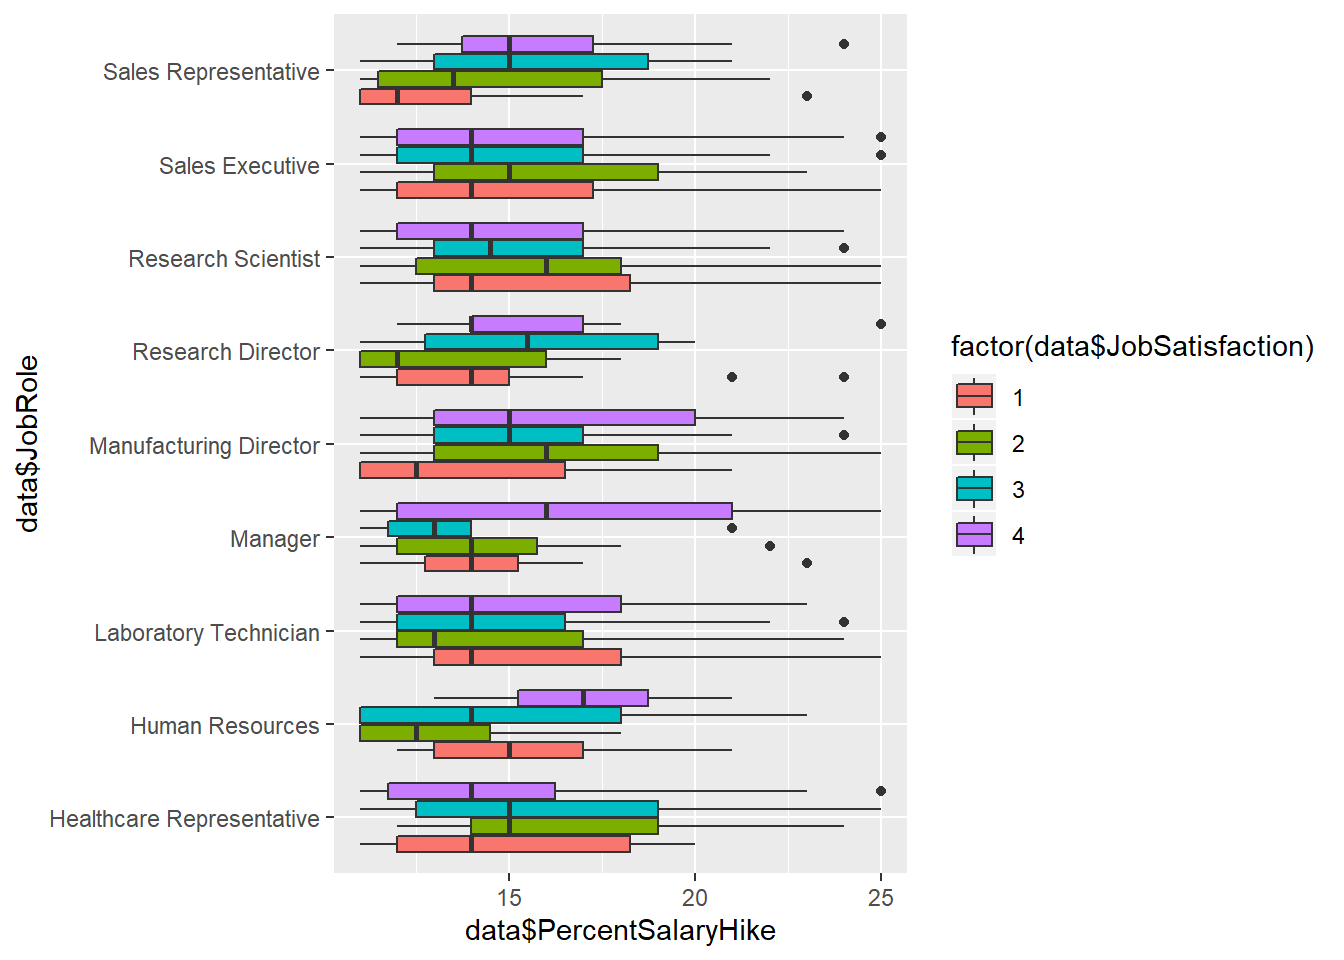 Sales Representative
Sales Executive
Research Scientist
Research Director
Manufacturing Director
Manager
Laboratory Technician
Human Resources
Healthcare Representative
data$JobRole
15 20 25
data$PercentSalaryHike
factor(data$JobSatisfaction)
1
2
3
4